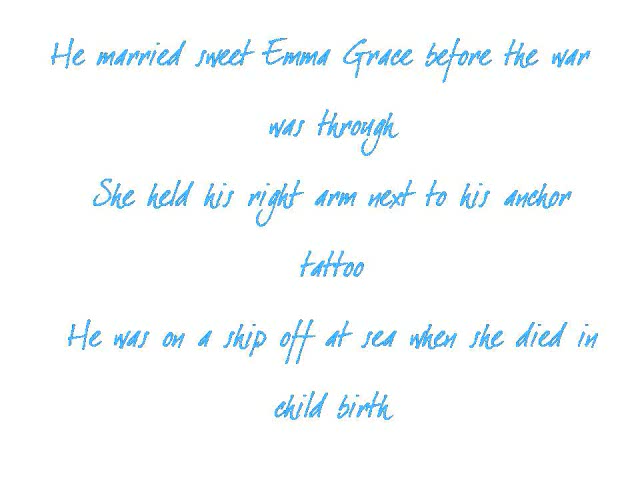 He married sweet Emma Grace before the war
was through
She held his right arm next to his anchor
tattoo
He was on a ship off at sea when she died in
child birth